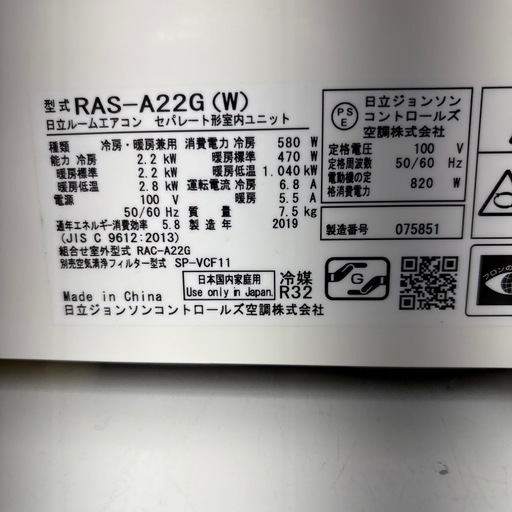 型式 RAS-A22G(W)
日立ルームエアコン セパレート形室内ユニット
種類 冷房・暖房兼用 消費電力 冷房 580 W
能力 冷房 2.2 kW 暖房標準 470 W
暖房標準 2.2 kW 暖房低温 1.040 kW
暖房低温 2.8 kW 運転電流 冷房 6.8 A
電源 100 V 暖房 5.5 A
50/60 Hz 質量 7.5 kg
通年エネルギー消費効率 5.8 製造年 2019
(JIS C 9612:2013)
組合せ室外型式 RAC-A22G
別売空気清浄フィルター型式 SP-VCF11
日本国内家庭用
Use only in Japan.
冷媒
R32
Made in China
日立ジョンソンコントロールズ空調株式会社
PSE
日立ジョンソン
コントロールズ
空調株式会社
定格電圧 100 V
定格周波数 50/60 Hz
電動機の定
格消費電力 820 W
製造番号 075851
G
フロンの